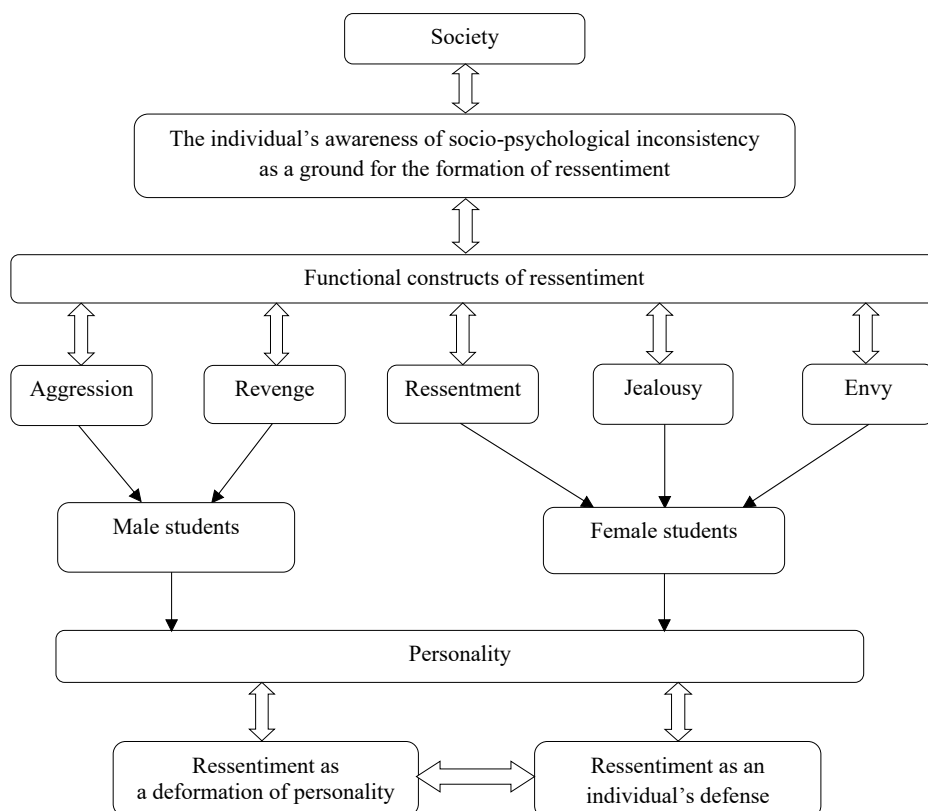 Society
The individual’s awareness of socio-psychological inconsistency
as a ground for the formation of ressentiment
Functional constructs of ressentiment
Aggression
Revenge
Ressentment
Jealousy
Envy
Male students
Female students
Personality
Ressentiment as
a deformation of personality
Ressentiment as an
individual’s defense